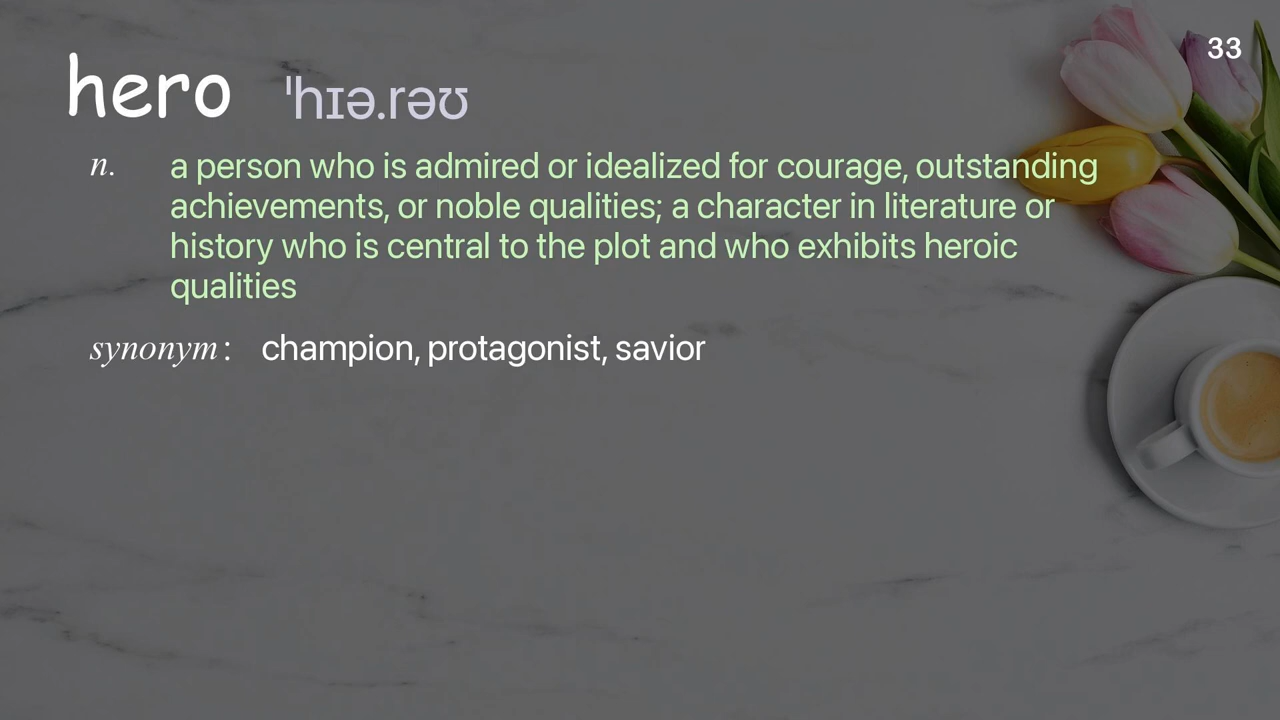 33
hero ˈhɪə.rəʊ
n. a person who is admired or idealized for courage, outstanding
achievements, or noble qualities; a character in literature or
history who is central to the plot and who exhibits heroic
qualities
synonym: champion, protagonist, savior